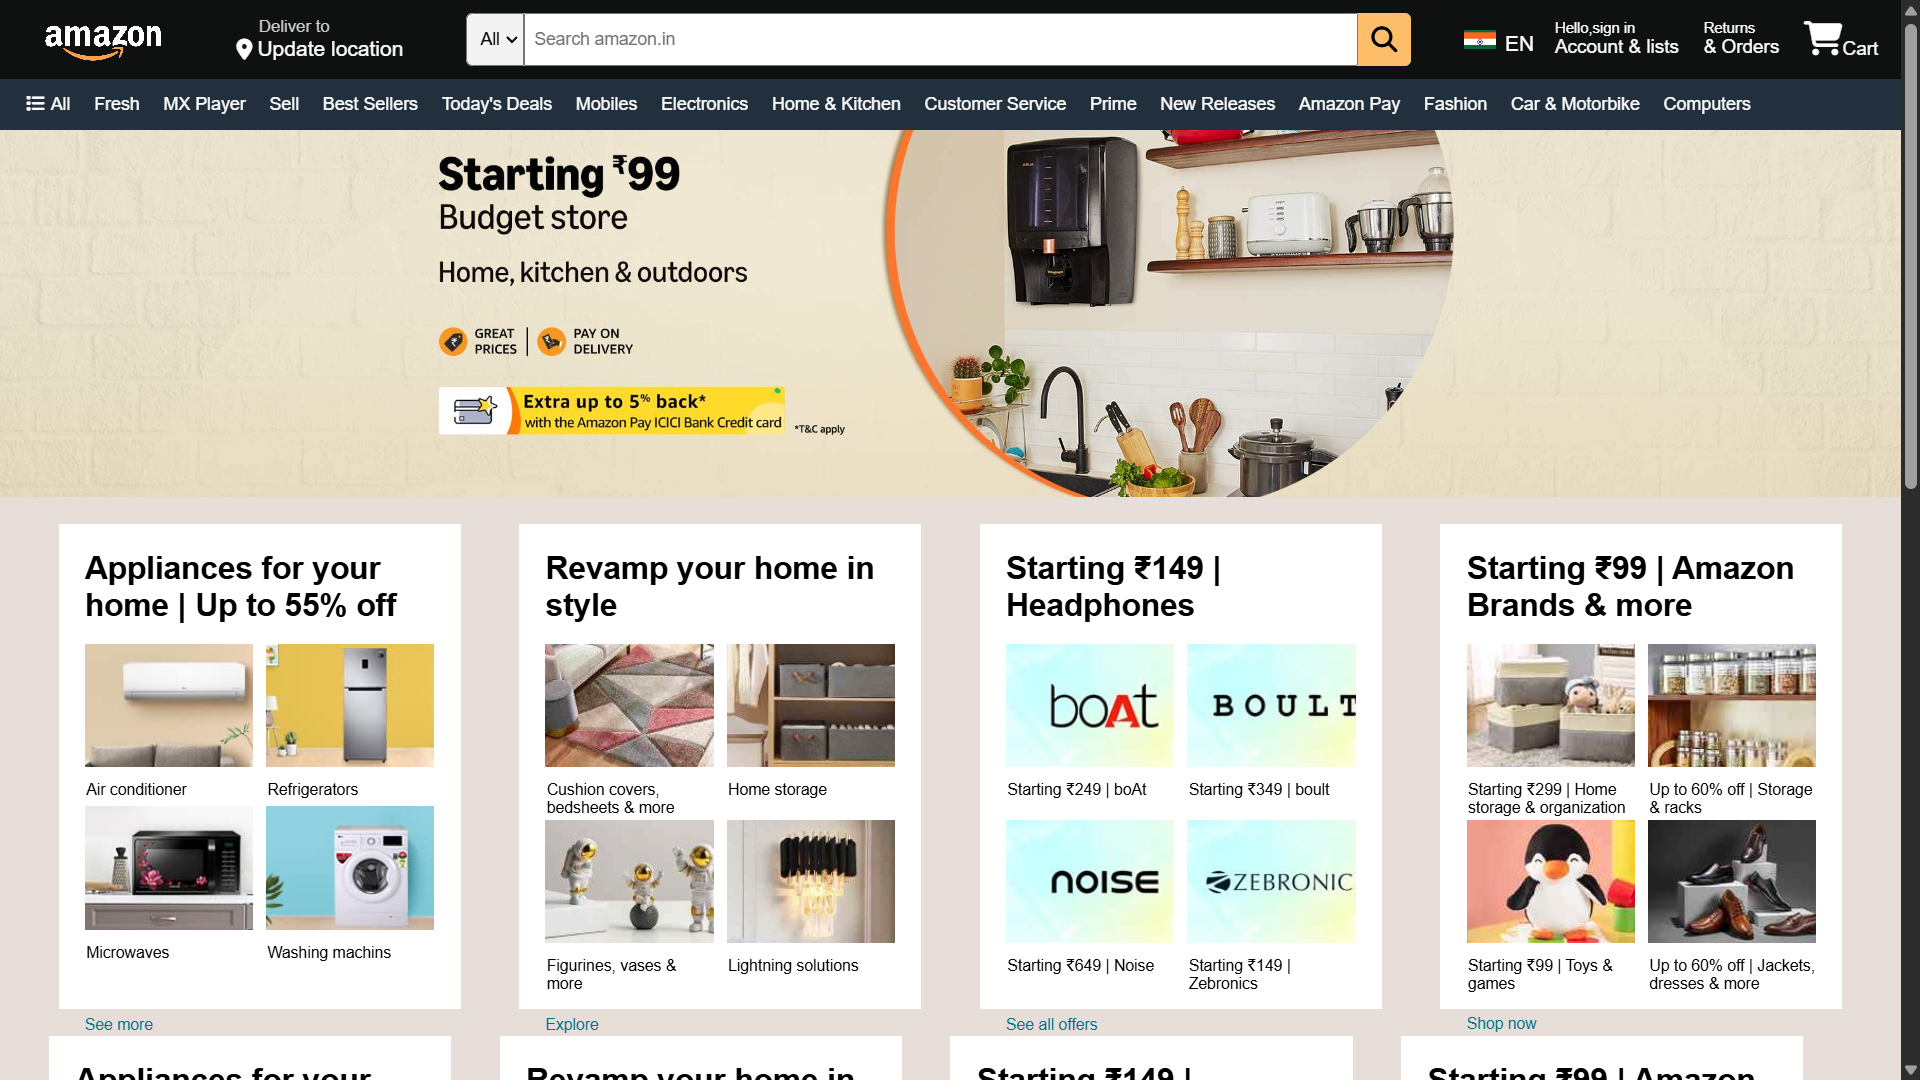 amazon
Deliver to
Update location
All
Search amazon.in
EN
Hello,sign in
Account & lists
Returns
& Orders
Cart
All Fresh MX Player Sell Best Sellers Today's Deals Mobiles Electronics Home & Kitchen Customer Service Prime New Releases Amazon Pay Fashion Car & Motorbike Computers
Starting ₹99
Budget store
Home, kitchen & outdoors
GREAT
PRICES
PAY ON
DELIVERY
Extra up to 5% back*
with the Amazon Pay ICICI Bank Credit card
*T&C apply
Appliances for your
home | Up to 55% off
Air conditioner
Refrigerators
Microwaves
Washing machins
See more
Revamp your home in
style
Cushion covers,
bedsheets & more
Home storage
Figurines, vases &
more
Lightning solutions
Explore
Starting ₹149 |
Headphones
boAt
BOULT
Starting ₹249 | boAt
Starting ₹349 | boult
NOISE
ZEBRONIC
Starting ₹649 | Noise
Starting ₹149 |
Zebronics
See all offers
Starting ₹99 | Amazon
Brands & more
Starting ₹299 | Home
storage & organization
Up to 60% off | Storage
& racks
Starting ₹99 | Toys &
games
Up to 60% off | Jackets,
dresses & more
Shop now
Appliances for your
Revamp your home in
Starting ₹149 |
Starting ₹99 | Amazon